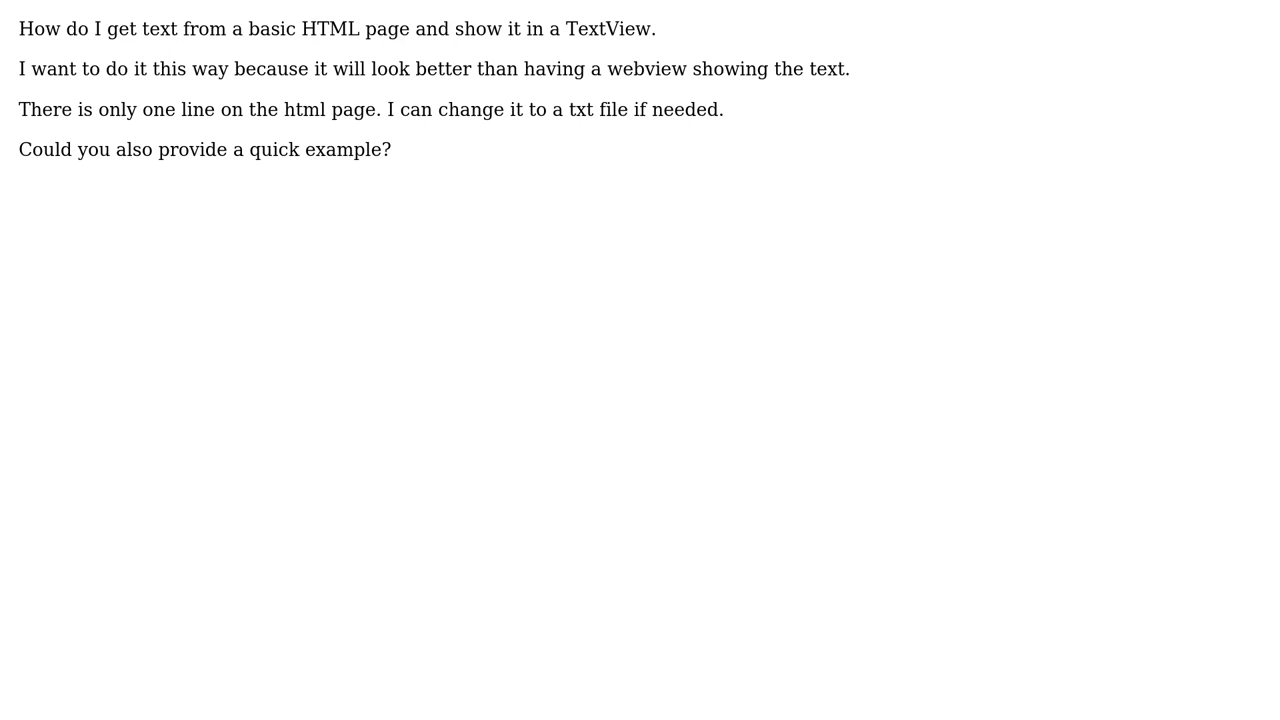 How do I get text from a basic HTML page and show it in a TextView.
I want to do it this way because it will look better than having a webview showing the text.
There is only one line on the html page. I can change it to a txt file if needed.
Could you also provide a quick example?